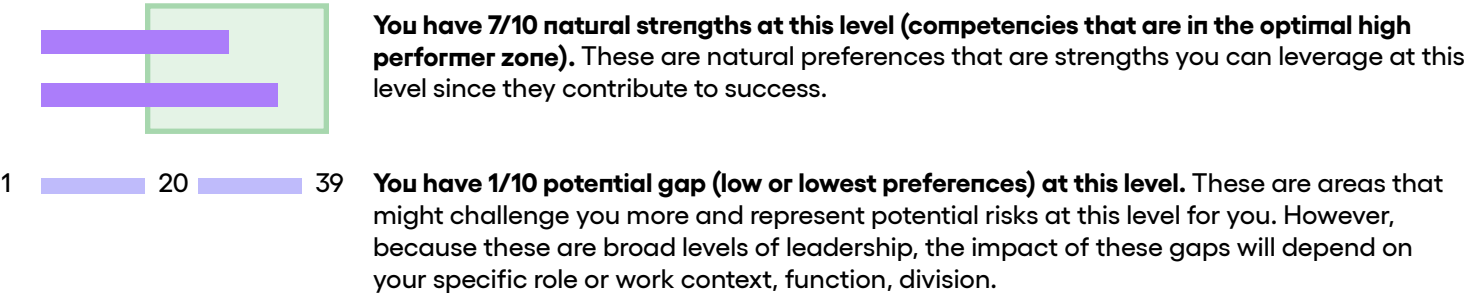 You have 7/10 natural strengths at this level (competencies that are in the optimal high
performer zone). These are natural preferences that are strengths you can leverage at this
level since they contribute to success.
1 20 39
You have 1/10 potential gap (low or lowest preferences) at this level. These are areas that
might challenge you more and represent potential risks at this level for you. However,
because these are broad levels of leadership, the impact of these gaps will depend on
your specific role or work context, function, division.